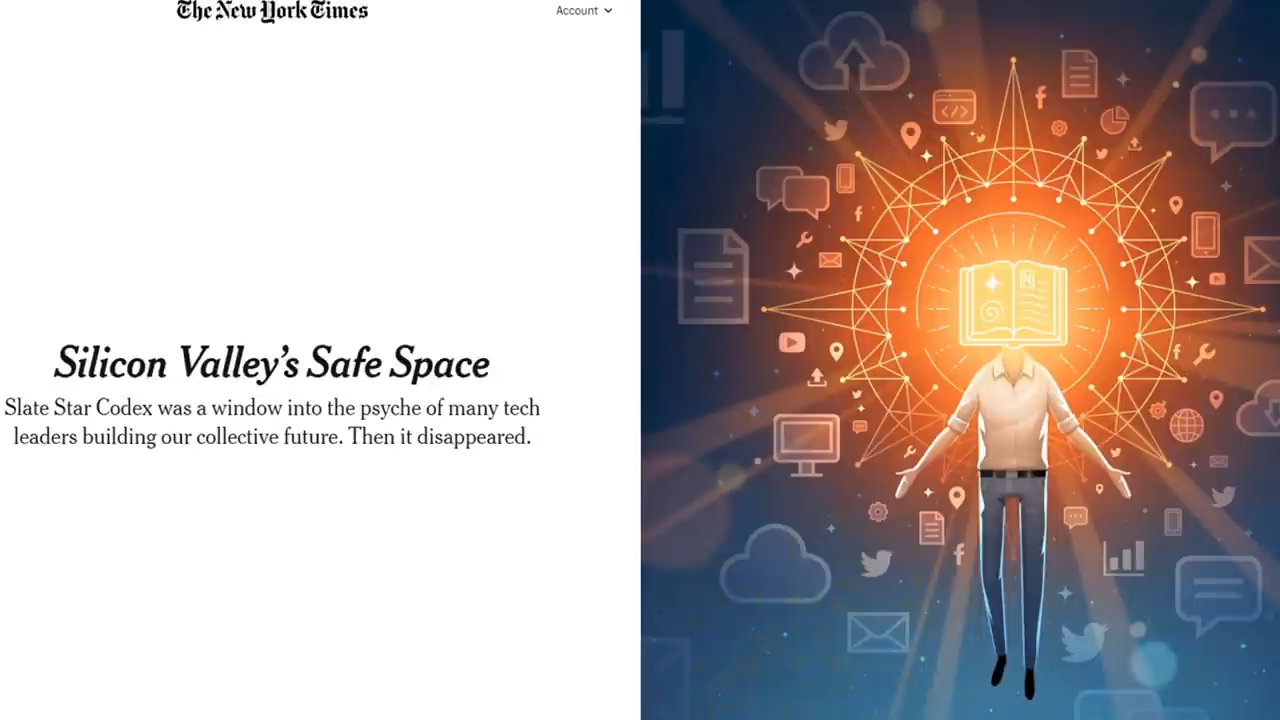 The New York Times
Account
Silicon Valley's Safe Space
Slate Star Codex was a window into the psyche of many tech
leaders building our collective future. Then it disappeared.